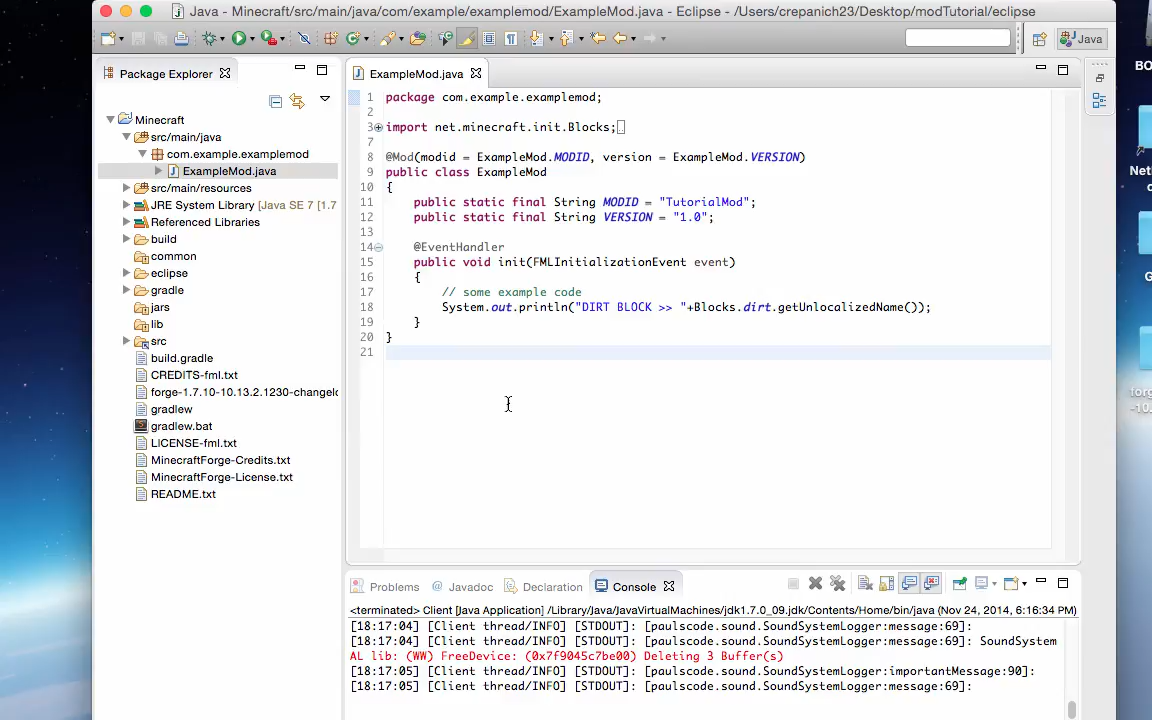 Java - Minecraft/src/main/java/com/example/examplemod/ExampleMod.java - Eclipse - /Users/crepanich23/Desktop/modTutorial/eclipse
Java
Package Explorer
Minecraft
src/main/java
com.example.examplemod
ExampleMod.java
src/main/resources
JRE System Library [Java SE 7 [1.7
Referenced Libraries
build
common
eclipse
gradle
jars
lib
src
build.gradle
CREDITS-fml.txt
forge-1.7.10-10.13.2.1230-changelo
gradlew
gradlew.bat
LICENSE-fml.txt
MinecraftForge-Credits.txt
MinecraftForge-License.txt
README.txt
ExampleMod.java
1 package com.example.examplemod;
2
3 import net.minecraft.init.Blocks;
7
8 @Mod(modid = ExampleMod.MODID, version = ExampleMod.VERSION)
9 public class ExampleMod
10 {
11 public static final String MODID = "TutorialMod";
12 public static final String VERSION = "1.0";
13
14 @EventHandler
15 public void init(FMLInitializationEvent event)
16 {
17 // some example code
18 System.out.println("DIRT BLOCK >> "+Blocks.dirt.getUnlocalizedName());
19 }
20 }
21
Problems
Javadoc
Declaration
Console
<terminated> Client [Java Application] /Library/Java/JavaVirtualMachines/jdk1.7.0_09.jdk/Contents/Home/bin/java (Nov 24, 2014, 6:16:34 PM)
[18:17:04] [Client thread/INFO] [STDOUT]: [paulscode.sound.SoundSystemLogger:message:69]:
[18:17:04] [Client thread/INFO] [STDOUT]: [paulscode.sound.SoundSystemLogger:message:69]: SoundSystem
AL lib: (WW) FreeDevice: (0x7f9045c7be00) Deleting 3 Buffer(s)
[18:17:05] [Client thread/INFO] [STDOUT]: [paulscode.sound.SoundSystemLogger:importantMessage:90]:
[18:17:05] [Client thread/INFO] [STDOUT]: [paulscode.sound.SoundSystemLogger:message:69]:
BO
Net
c
G
forg
-10.